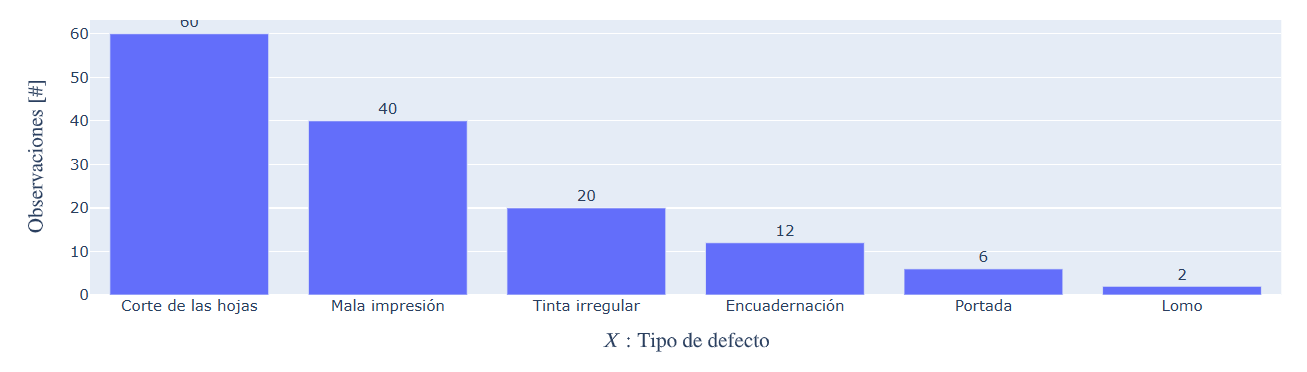 Observaciones [#]
60
50
40
30
20
10
0
60
40
20
12
6
2
Corte de las hojas
Mala impresión
Tinta irregular
Encuadernación
Portada
Lomo
X : Tipo de defecto